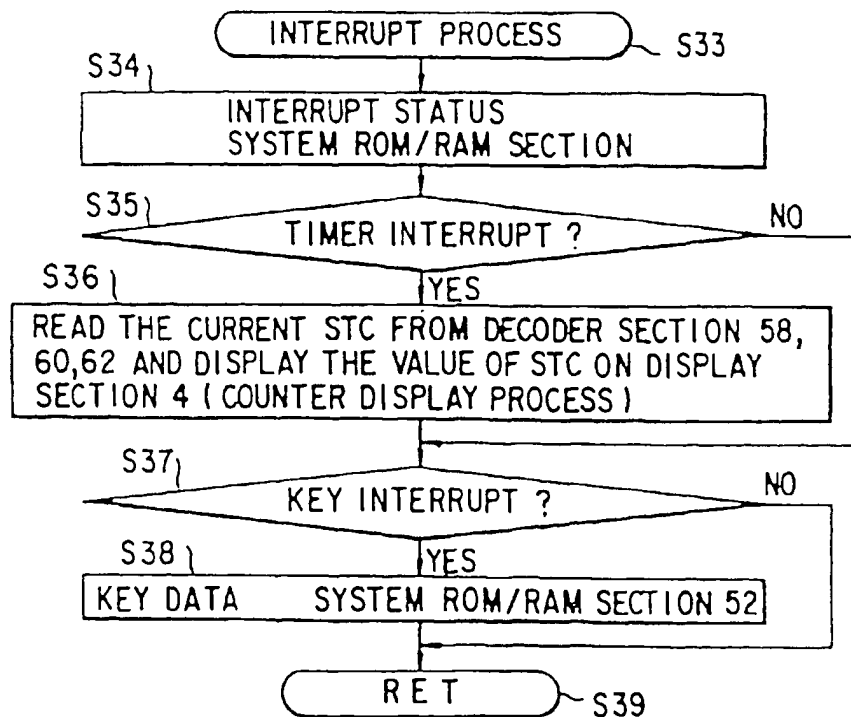 INTERRUPT PROCESS
S33
S34
INTERRUPT STATUS
SYSTEM ROM/RAM SECTION
S35
TIMER INTERRUPT ?
NO
S36
YES
READ THE CURRENT STC FROM DECODER SECTION 58,
60,62 AND DISPLAY THE VALUE OF STC ON DISPLAY
SECTION 4 (COUNTER DISPLAY PROCESS)
S37
KEY INTERRUPT ?
NO
S38
YES
KEY DATA SYSTEM ROM/RAM SECTION 52
RET
S39